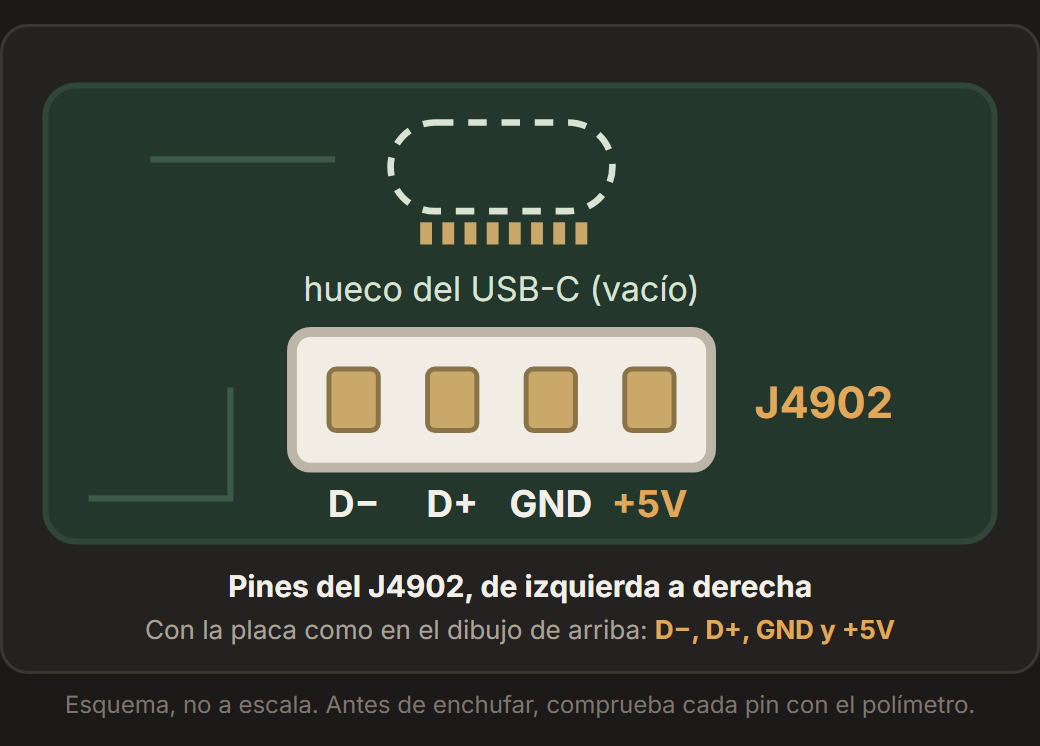 hueco del USB-C (vacío)
J4902
D− D+ GND +5V
Pines del J4902, de izquierda a derecha
Con la placa como en el dibujo de arriba: D−, D+, GND y +5V
Esquema, no a escala. Antes de enchufar, comprueba cada pin con el polímetro.